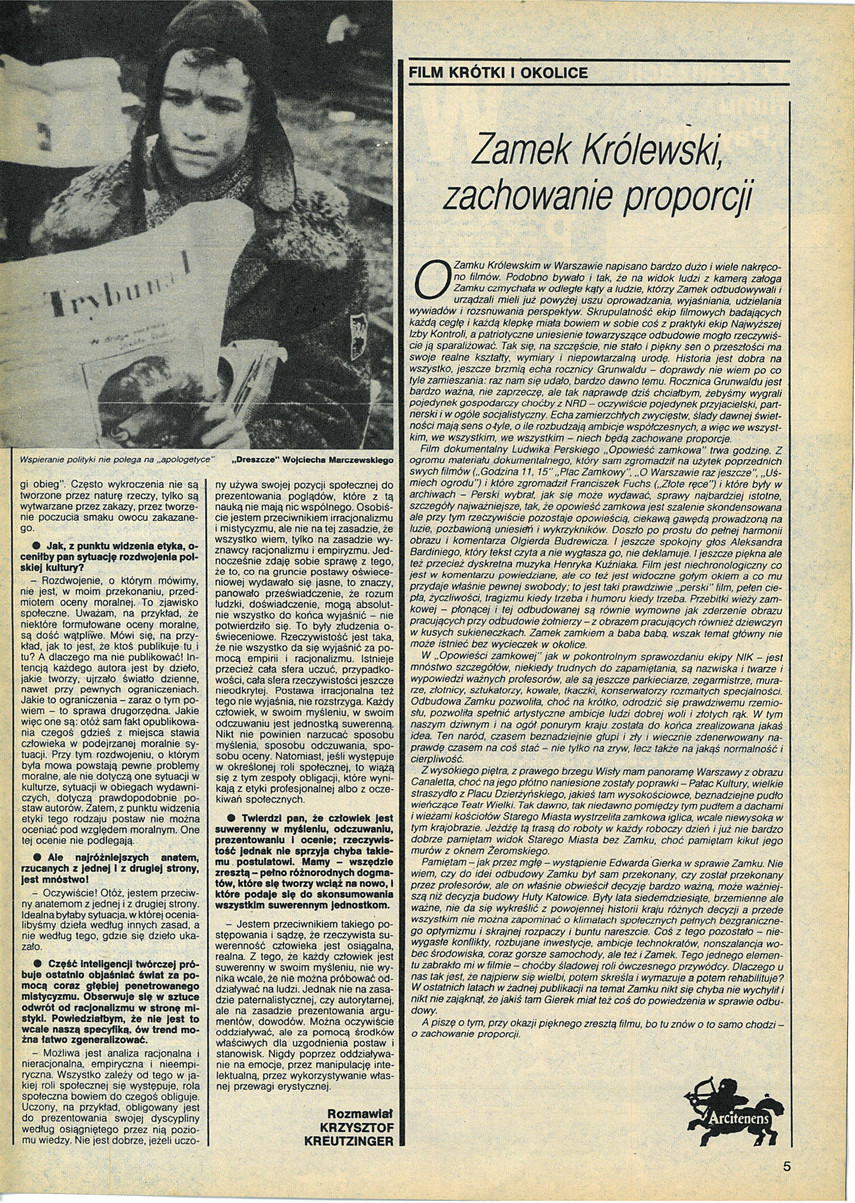 Trybuna
Wspieranie polityki nie polega na „apologetyce”
„Dreszcze” Wojciecha Marczewskiego
gi obieg”. Często wykroczenia nie są
tworzone przez naturę rzeczy, tylko są
wytwarzane przez zakazy, przez tworze-
nie poczucia smaku owocu zakazane-
go.
● Jak, z punktu widzenia etyka, o-
ceniłby pan sytuację rozdwojenia pol-
skiej kultury?
– Rozdwojenie, o którym mówimy,
nie jest, w moim przekonaniu, przed-
miotem oceny moralnej. To zjawisko
społeczne. Uważam, na przykład, że
niektóre formułowane oceny moralne,
są dość wątpliwe. Mówi się, na przy-
kład, jak to jest, że ktoś publikuje tu i
tu? A dlaczego ma nie publikować! In-
tencją każdego autora jest by dzieło,
jakie tworzy, ujrzało światło dzienne,
nawet przy pewnych ograniczeniach.
Jakie to ograniczenia – zaraz o tym po-
wiem – to sprawa drugorzędna. Jakie
więc one są: otóż sam fakt opublikowa-
nia czegoś gdzieś z miejsca stawia
człowieka w podejrzanej moralnie sy-
tuacji. Przy tym rozdwojeniu, o którym
była mowa powstają pewne problemy
moralne, ale nie dotyczą one sytuacji w
kulturze, sytuacji w obiegach wydawni-
czych, dotyczą prawdopodobnie po-
staw autorów. Zatem, z punktu widzenia
etyki tego rodzaju postaw nie można
oceniać pod względem moralnym. One
tej ocenie nie podlegają.
● Ale najróżniejszych anatem,
rzucanych z jednej i z drugiej strony,
jest mnóstwo!
– Oczywiście! Otóż, jestem przeciw-
ny anatemom z jednej i z drugiej strony.
Idealna byłaby sytuacja, w której ocenia-
libyśmy dzieła według innych zasad, a
nie według tego, gdzie się dzieło uka-
zało.
● Część inteligencji twórczej pró-
buje ostatnio objaśniać świat za po-
mocą coraz głębiej penetrowanego
mistycyzmu. Obserwuje się w sztuce
odwrót od racjonalizmu w stronę mi-
styki. Powiedziałbym, że nie jest to
wcale naszą specyfiką, ów trend mo-
żna łatwo zgeneralizować.
– Możliwa jest analiza racjonalna i
nieracjonalna, empiryczna i nieempi-
ryczna. Wszystko zależy od tego w ja-
kiej roli społecznej się występuje, rola
społeczna bowiem do czegoś obliguje.
Uczony, na przykład, obligowany jest
do prezentowania swojej dyscypliny
według osiągniętego przez nią pozio-
mu wiedzy. Nie jest dobrze, jeżeli uczo-
ny używa swojej pozycji społecznej do
prezentowania poglądów, które z tą
nauką nie mają nic wspólnego. Osobiś-
cie jestem przeciwnikiem irracjonalizmu
i mistycyzmu, ale nie na tej zasadzie, że
wszystko wiem, tylko na zasadzie wy-
znawcy racjonalizmu i empiryzmu. Jed-
nocześnie zdaję sobie sprawę z tego,
że to, co na gruncie postawy oświece-
niowej wydawało się jasne, to znaczy,
panowało przeświadczenie, że rozum
ludzki, doświadczenie, mogą absolut-
nie wszystko do końca wyjaśnić – nie
potwierdziło się. To były złudzenia o-
świeceniowe. Rzeczywistość jest taka,
że nie wszystko da się wyjaśnić za po-
mocą empirii i racjonalizmu. Istnieje
przecież cała sfera uczuć, przypadko-
wości, cała sfera rzeczywistości jeszcze
nieodkrytej. Postawa irracjonalna też
tego nie wyjaśnia, nie rozstrzyga. Każdy
człowiek, w swoim myśleniu, w swoim
odczuwaniu jest jednostką suwerenną.
Nikt nie powinien narzucać sposobu
myślenia, sposobu odczuwania, spo-
sobu oceny. Natomiast, jeśli występuje
w określonej roli społecznej, to wiążą
się z tym zespoły obligacji, które wyni-
kają z etyki profesjonalnej albo z ocze-
kiwań społecznych.
● Twierdzi pan, że człowiek jest
suwerenny w myśleniu, odczuwaniu,
prezentowaniu i ocenie; rzeczywis-
tość jednak nie sprzyja chyba takie-
mu postulatowi. Mamy – wszędzie
zresztą – pełno różnorodnych dogma-
tów, które się tworzy wciąż na nowo, i
które podaje się do skonsumowania
wszystkim suwerennym jednostkom.
– Jestem przeciwnikiem takiego po-
stępowania i sądzę, że rzeczywista su-
werenność człowieka jest osiągalna,
realna. Z tego, że każdy człowiek jest
suwerenny w swoim myśleniu, nie wy-
nika wcale, że nie można próbować od-
działywać na ludzi. Jednak nie na zasa-
dzie paternalistycznej, czy autorytarnej,
ale na zasadzie prezentowania argu-
mentów, dowodów. Można oczywiście
oddziaływać, ale za pomocą środków
właściwych dla uzgodnienia postaw i
stanowisk. Nigdy poprzez oddziaływa-
nie na emocje, przez manipulację inte-
lektualną, przez wykorzystywanie włas-
nej przewagi erystycznej.
Rozmawiał
KRZYSZTOF
KREUTZINGER
FILM KRÓTKI I OKOLICE
Zamek Królewski,
zachowanie proporcji
O Zamku Królewskim w Warszawie napisano bardzo dużo i wiele nakręco-
no filmów. Podobno bywało i tak, że na widok ludzi z kamerą załoga
Zamku czmychała w odległe kąty a ludzie, którzy Zamek odbudowywali i
urządzali mieli już powyżej uszu oprowadzania, wyjaśniania, udzielania
wywiadów i rozsnuwania perspektyw. Skrupulatność ekip filmowych badających
każdą cegłę i każdą klepkę miała bowiem w sobie coś z praktyki ekip Najwyższej
Izby Kontroli, a patriotyczne uniesienie towarzyszące odbudowie mogło rzeczywiś-
cie ją sparaliżować. Tak się, na szczęście, nie stało i piękny sen o przeszłości ma
swoje realne kształty, wymiary i niepowtarzalną urodę. Historia jest dobra na
wszystko, jeszcze brzmią echa rocznicy Grunwaldu – doprawdy nie wiem po co
tyle zamieszania: raz nam się udało, bardzo dawno temu. Rocznica Grunwaldu jest
bardzo ważna, nie zaprzeczę, ale tak naprawdę dziś chciałbym, żebyśmy wygrali
pojedynek gospodarczy choćby z NRD – oczywiście pojedynek przyjacielski, part-
nerski i w ogóle socjalistyczny. Echa zamierzchłych zwycięstw, ślady dawnej świet-
ności mają sens o tyle, o ile rozbudzają ambicje współczesnych, a więc we wszyst-
kim, we wszystkim, we wszystkim – niech będą zachowane proporcje.
Film dokumentalny Ludwika Perskiego „Opowieść zamkowa” trwa godzinę. Z
ogromu materiału dokumentalnego, który sam zgromadził na użytek poprzednich
swych filmów („Godzina 11, 15” „Plac Zamkowy”, „O Warszawie raz jeszcze”, „Uś-
miech ogrodu”) i które zgromadził Franciszek Fuchs („Złote ręce”) i które były w
archiwach – Perski wybrał, jak się może wydawać, sprawy najbardziej istotne,
szczegóły najważniejsze, tak, że opowieść zamkowa jest szalenie skondensowana
ale przy tym rzeczywiście pozostaje opowieścią, ciekawą gawędą prowadzoną na
luzie, pozbawioną uniesień i wykrzykników. Doszło po prostu do pełnej harmonii
obrazu i komentarza Olgierda Budrewicza. I jeszcze spokojny głos Aleksandra
Bardiniego, który tekst czyta a nie wygłasza go, nie deklamuje. I jeszcze piękna ale
też przecież dyskretna muzyka Henryka Kuźniaka. Film jest niechronologiczny co
jest w komentarzu powiedziane, ale co też jest widoczne gołym okiem a co mu
przydaje właśnie pewnej swobody; to jest taki prawdziwie „perski” film, pełen cie-
pła, życzliwości, tragizmu kiedy trzeba i humoru kiedy trzeba. Przebitki wieży zam-
kowej – płonącej i tej odbudowanej są równie wymowne jak zderzenie obrazu
pracujących przy odbudowie żołnierzy – z obrazem pracujących również dziewczyn
w kusych sukieneczkach. Zamek zamkiem a baba babą, wszak temat główny nie
może istnieć bez wycieczek w okolice.
W „Opowieści zamkowej” jak w pokontrolnym sprawozdaniu ekipy NIK – jest
mnóstwo szczegółów, niekiedy trudnych do zapamiętania, są nazwiska i twarze i
wypowiedzi ważnych profesorów, ale są jeszcze parkieciarze, zegarmistrze, mura-
rze, złotnicy, sztukatorzy, kowale, tkaczki, konserwatorzy rozmaitych specjalności.
Odbudowa Zamku pozwoliła, choć na krótko, odrodzić się prawdziwemu rzemio-
słu, pozwoliła spełnić artystyczne ambicje ludzi dobrej woli i złotych rąk. W tym
naszym dziwnym i na ogół ponurym kraju została do końca zrealizowana jakaś
idea. Ten naród, czasem beznadziejnie głupi i zły i wiecznie zdenerwowany na-
prawdę czasem na coś stać – nie tylko na zryw, lecz także na jakąś normalność i
cierpliwość.
Z wysokiego piętra, z prawego brzegu Wisły mam panoramę Warszawy z obrazu
Canaletta, choć na jego płótno naniesione zostały poprawki – Pałac Kultury, wielkie
straszydło z Placu Dzierżyńskiego, jakieś tam wysokościowce, beznadziejne pudło
wieńczące Teatr Wielki. Tak dawno, tak niedawno pomiędzy tym pudłem a dachami
i wieżami kościołów Starego Miasta wystrzeliła zamkowa iglica, wcale niewysoka w
tym krajobrazie. Jeżdżę tą trasą do roboty w każdy roboczy dzień i już nie bardzo
dobrze pamiętam widok Starego Miasta bez Zamku, choć pamiętam kikut jego
murów z oknem Żeromskiego.
Pamiętam – jak przez mgłę – wystąpienie Edwarda Gierka w sprawie Zamku. Nie
wiem, czy do idei odbudowy Zamku był sam przekonany, czy został przekonany
przez profesorów, ale on właśnie obwieścił decyzję bardzo ważną, może ważniej-
szą niż decyzja budowy Huty Katowice. Były lata siedemdziesiąte, brzemienne ale
ważne, nie da się wykreślić z powojennej historii kraju różnych decyzji a przede
wszystkim nie można zapominać o klimatach społecznych pełnych bezgraniczne-
go optymizmu i skrajnej rozpaczy i buntu nareszcie. Coś z tego pozostało – nie-
wygasłe konflikty, rozbujane inwestycje, ambicje technokratów, nonszalancja wo-
bec środowiska, coraz gorsze samochody, ale też i Zamek. Tego jednego elemen-
tu zabrakło mi w filmie – choćby śladowej roli ówczesnego przywódcy. Dlaczego u
nas tak jest, że najpierw się wielbi, potem skreśla i wymazuje a potem rehabilituje?
W ostatnich latach w żadnej publikacji na temat Zamku nikt się chyba nie wychylił i
nikt nie zająknął, że jakiś tam Gierek miał też coś do powiedzenia w sprawie odbu-
dowy.
A piszę o tym, przy okazji pięknego zresztą filmu, bo tu znów o to samo chodzi –
o zachowanie proporcji.
Arcitenens
5